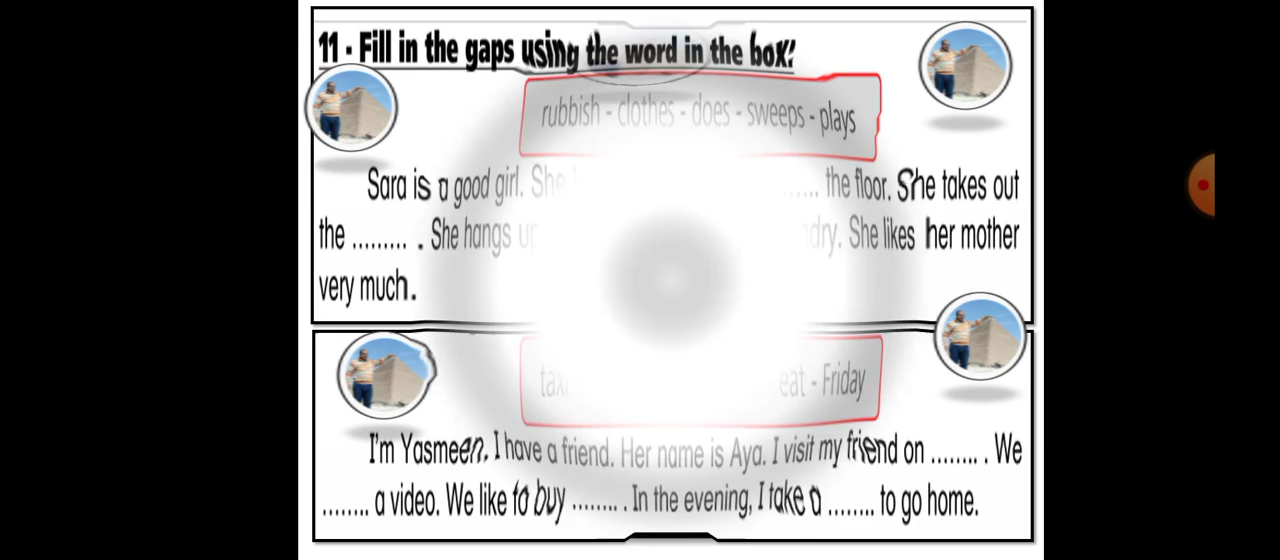 11 - Fill in the gaps using the word in the box:
rubbish - clothes - does - sweeps - plays
Sara is a good girl. She ..... the floor. She takes out
the ......... . She hangs up She likes her mother
very much.
eat - Friday
I'm Yasmeen. I have a friend. Her name is Aya. I visit my friend on ........ . We
........ a video. We like to buy ........ . In the evening, I take a ........ to go home.